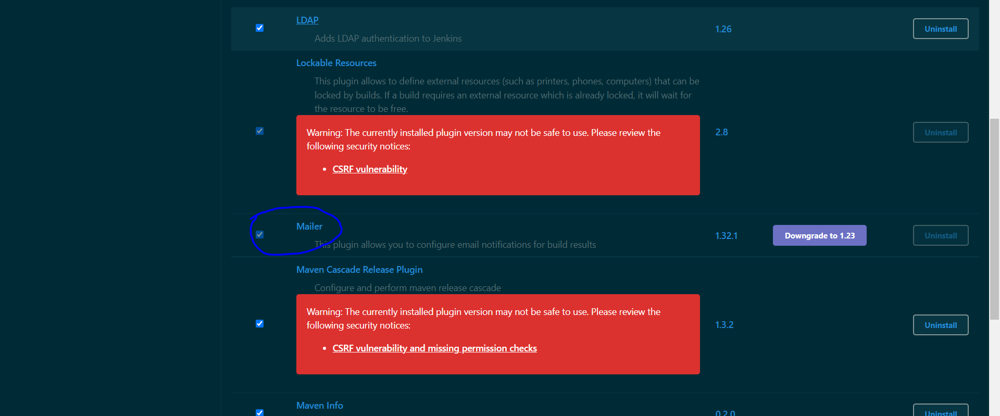 LDAP
Adds LDAP authentication to Jenkins
1.26
Uninstall
Lockable Resources
This plugin allows to define external resources (such as printers, phones, computers) that can be
locked by builds. If a build requires an external resource which is already locked, it will wait for
the resource to be free.
Warning: The currently installed plugin version may not be safe to use. Please review the
following security notices:
• CSRF vulnerability
2.8
Uninstall
Mailer
This plugin allows you to configure email notifications for build results
1.32.1
Downgrade to 1.23
Uninstall
Maven Cascade Release Plugin
Configure and perform maven release cascade
Warning: The currently installed plugin version may not be safe to use. Please review the
following security notices:
• CSRF vulnerability and missing permission checks
1.3.2
Uninstall
Maven Info
0.2.0
Uninstall